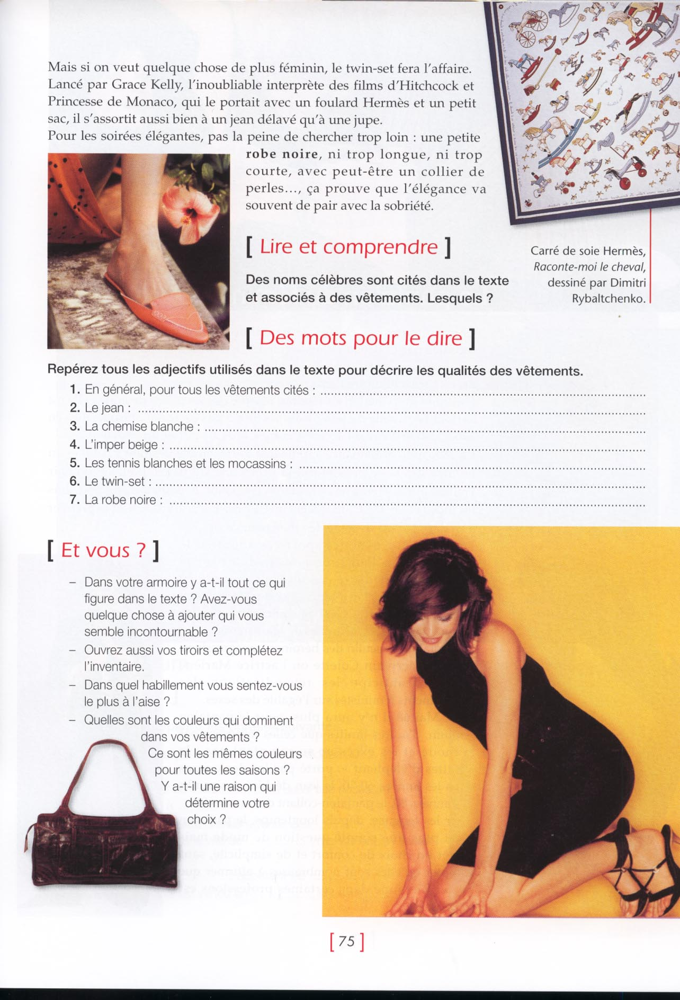 Mais si on veut quelque chose de plus féminin, le twin-set fera l'affaire.
Lancé par Grace Kelly, l'inoubliable interprète des films d'Hitchcock et
Princesse de Monaco, qui le portait avec un foulard Hermès et un petit
sac, il s'assortit aussi bien à un jean délavé qu'à une jupe.
Pour les soirées élégantes, pas la peine de chercher trop loin : une petite
robe noire, ni trop longue, ni trop
courte, avec peut-être un collier de
perles..., ça prouve que l'élégance va
souvent de pair avec la sobriété.
Carré de soie Hermès,
Raconte-moi le cheval,
dessiné par Dimitri
Rybaltchenko.
[ Lire et comprendre ]
Des noms célèbres sont cités dans le texte
et associés à des vêtements. Lesquels ?
[ Des mots pour le dire ]
Repérez tous les adjectifs utilisés dans le texte pour décrire les qualités des vêtements.
1. En général, pour tous les vêtements cités :
2. Le jean :
3. La chemise blanche :
4. L'imper beige :
5. Les tennis blanches et les mocassins :
6. Le twin-set :
7. La robe noire :
[ Et vous ? ]
– Dans votre armoire y a-t-il tout ce qui
figure dans le texte ? Avez-vous
quelque chose à ajouter qui vous
semble incontournable ?
– Ouvrez aussi vos tiroirs et complétez
l'inventaire.
– Dans quel habillement vous sentez-vous
le plus à l'aise ?
– Quelles sont les couleurs qui dominent
dans vos vêtements ?
Ce sont les mêmes couleurs
pour toutes les saisons ?
Y a-t-il une raison qui
détermine votre
choix ?
[ 75 ]